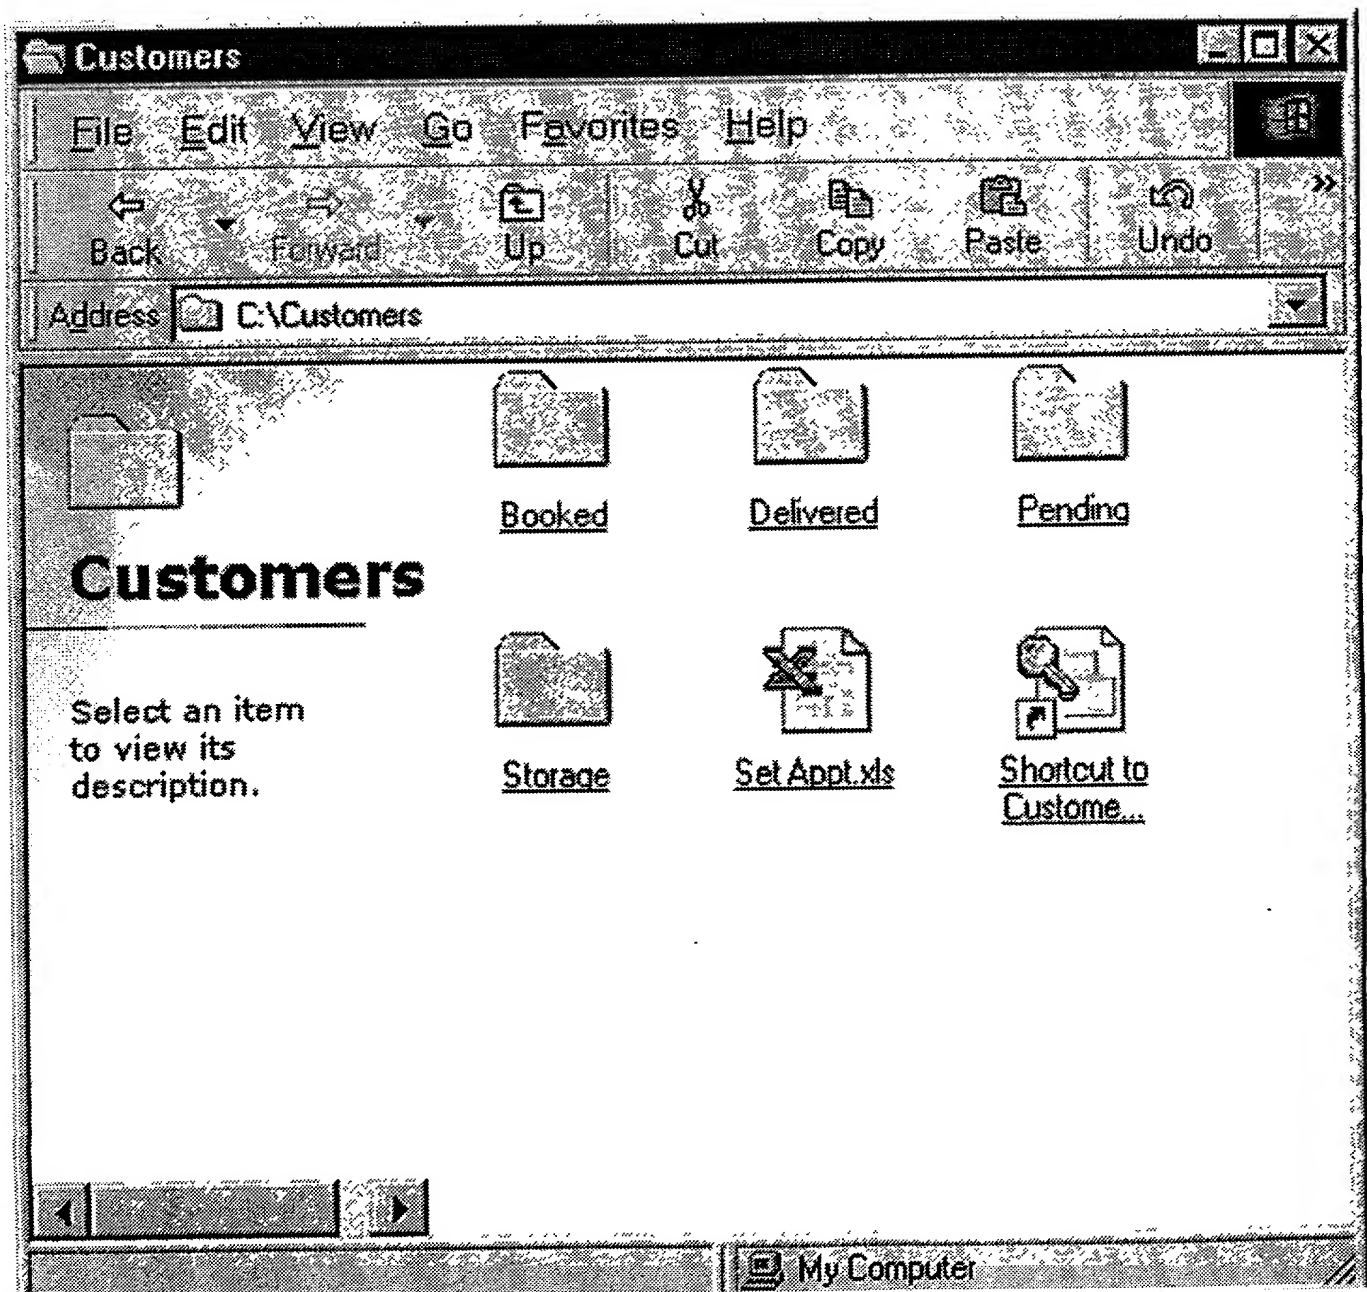 Customers
File Edit View Go Favorites Help
Back Forward Up Cut Copy Paste Undo »
Address C:\Customers
Booked Delivered Pending
Customers
Select an item
to view its
description.
Storage Set Appt.xls Shortcut to
Custome...
My Computer